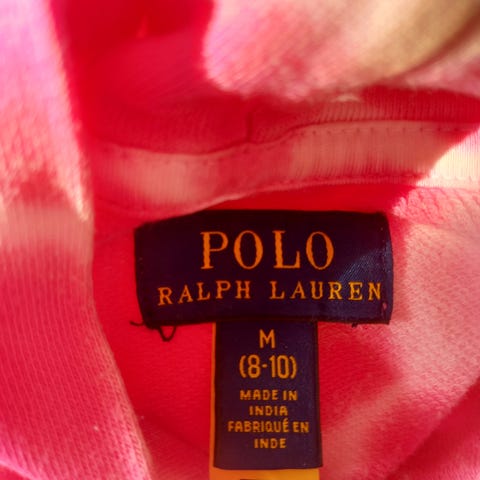 POLO
RALPH LAUREN
M
(8-10)
MADE IN
INDIA
FABRIQUÉ EN
INDE